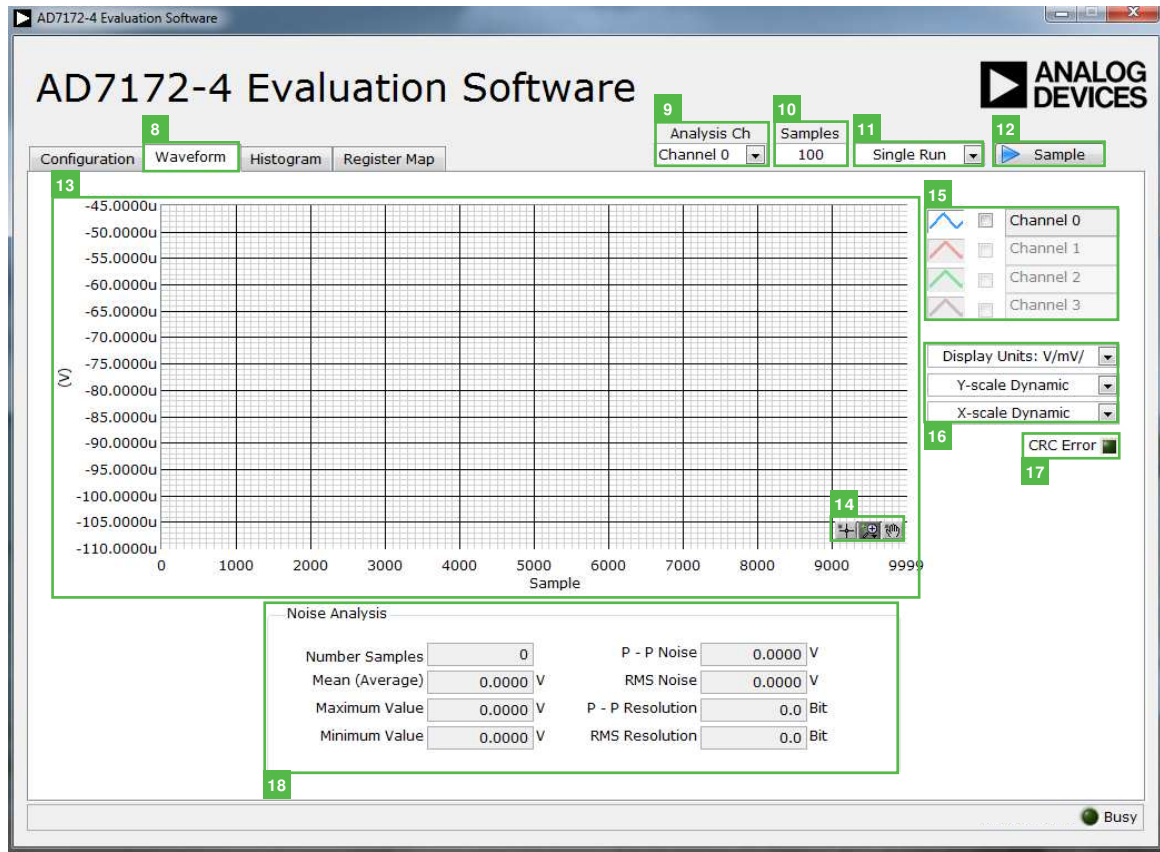 AD7172-4 Evaluation Software
AD7172-4 Evaluation Software
ANALOG
DEVICES
8
9
10
11
12
Analysis Ch
Samples
Configuration Waveform Histogram Register Map
Channel 0
100
Single Run
Sample
13
-45.0000u
-50.0000u
-55.0000u
-60.0000u
-65.0000u
-70.0000u
-75.0000u
-80.0000u
-85.0000u
-90.0000u
-95.0000u
-100.0000u
-105.0000u
-110.0000u
(V)
14
0 1000 2000 3000 4000 5000 6000 7000 8000 9000 9999
Sample
15
Channel 0
Channel 1
Channel 2
Channel 3
Display Units: V/mV/
Y-scale Dynamic
X-scale Dynamic
16
CRC Error
17
Noise Analysis
Number Samples 0
Mean (Average) 0.0000 V
Maximum Value 0.0000 V
Minimum Value 0.0000 V
P - P Noise 0.0000 V
RMS Noise 0.0000 V
P - P Resolution 0.0 Bit
RMS Resolution 0.0 Bit
18
Busy